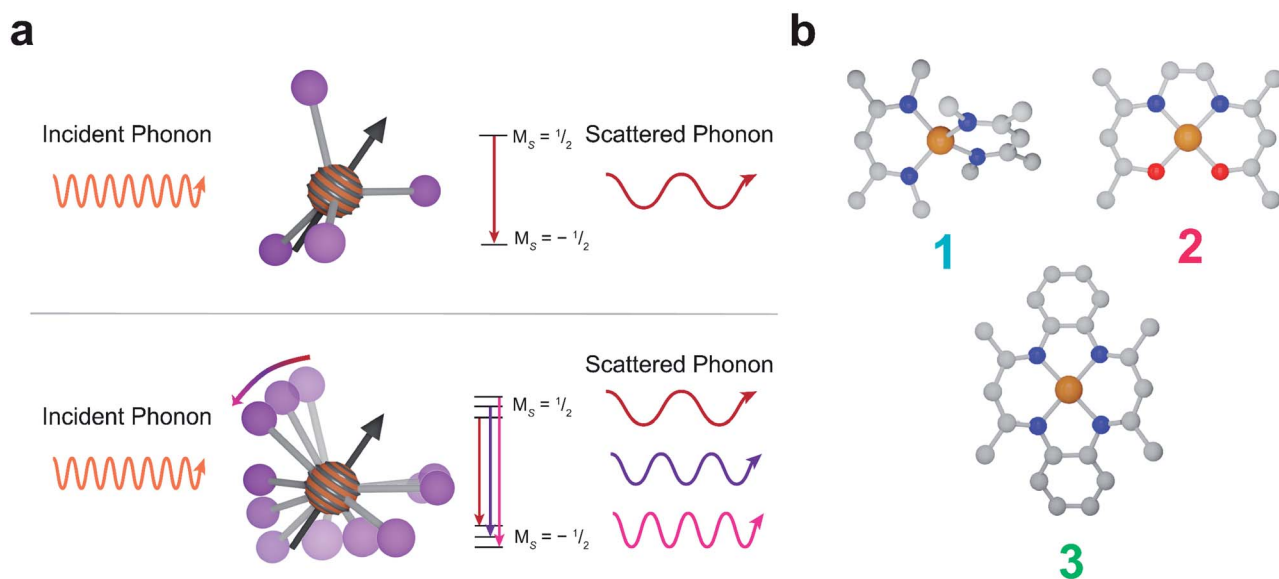 a
Incident Phonon
M_S = 1/2
Scattered Phonon
M_S = − 1/2
Scattered Phonon
Incident Phonon
M_S = 1/2
M_S = − 1/2
b
1
2
3